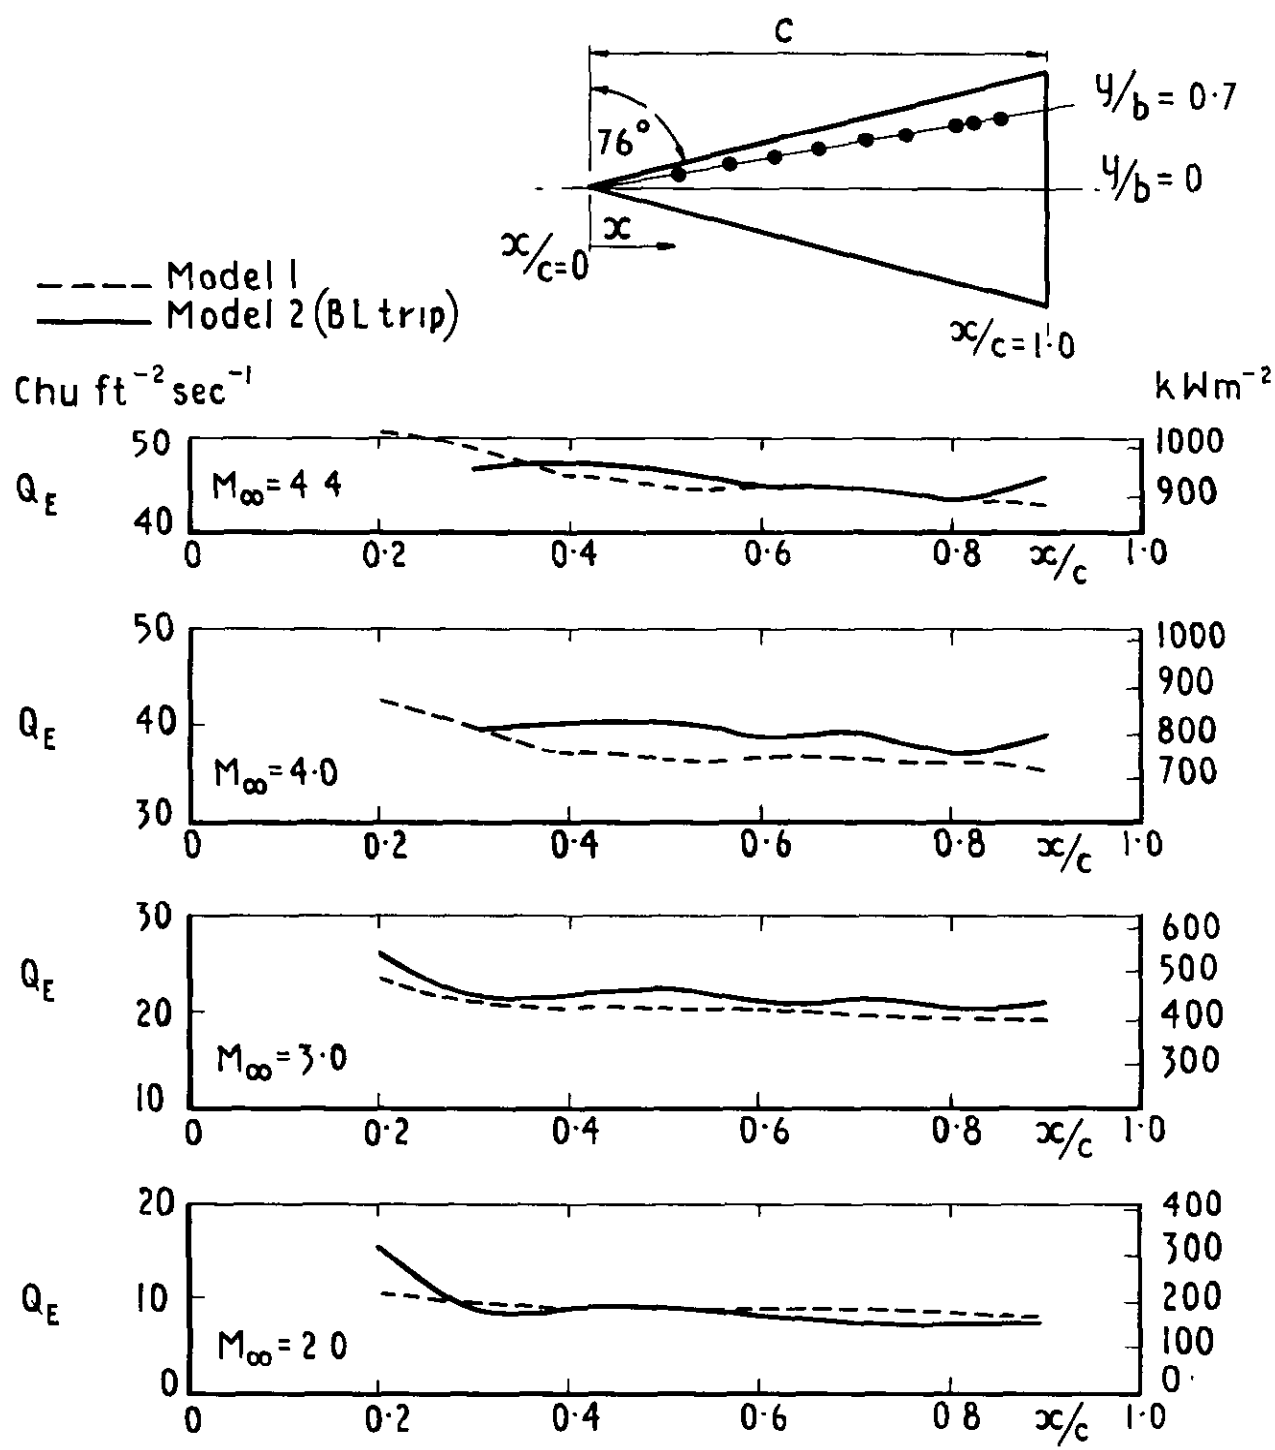 C
y/b = 0·7
76°
y/b = 0
x
x/c=0
Model 1
Model 2 (BL trip)
x/c=1·0
Chu ft⁻² sec⁻¹ kWm⁻²
50 1000
Q_E M∞ = 4 4 900
40
0 0·2 0·4 0·6 0·8 x/c 1·0
50 1000
900
Q_E 40 800
M∞ = 4·0 700
30
0 0·2 0·4 0·6 0·8 x/c 1·0
30 600
Q_E 500
20 400
M∞ = 3·0 300
10
0 0·2 0·4 0·6 0·8 x/c 1·0
20 400
300
Q_E 10 200
M∞ = 2 0 100
0 0·
0 0·2 0·4 0·6 0 8 x/c 1·0